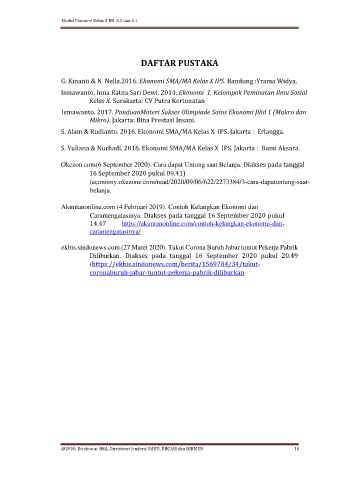 Modul Ekonomi Kelas X KD 3.1 dan 4.1
DAFTAR PUSTAKA
G. Kinanti & N. Nella.2016. Ekonomi SMA/MA Kelas X IPS. Bandung :Yrama Widya.
Ismawanto, Inna Ratna Sari Dewi. 2014. Ekonomi 1. Kelompok Peminatan Ilmu Sosial
Kelas X. Surakarta: CV Putra Kertonatan
Ismawanto. 2017. PanduanMateri Sukses Olimpiade Sains Ekonomi Jilid 1 (Makro dan
Mikro). Jakarta: Bina Prestasi Insani.
S. Alam & Rudianto. 2016. Ekonomi SMA/MA Kelas X IPS. Jakarta : Erlangga.
S. Yuliana & Nurhadi. 2016. Ekonomi SMA/MA Kelas X IPS. Jakarta : Bumi Aksara.
Okezon.com(6 September 2020). Cara dapat Untung saat Belanja. Diakses pada tanggal
16 September 2020 pukul 09.41)
(economy.okezone.com/read/2020/09/06/622/2273384/3-cara-dapatuntung-saat-
belanja.
Akuntanonline.com (4 Februari 2019). Contoh Kelangkan Ekonomi dan
Caramengatasinya. Diakses pada tanggal 16 September 2020 pukul
14.47 https://akuntanonline.com/contoh-kelangkan-ekonomi-dan-
caramengatasinya/
ekbis.sindonews.com (27 Maret 2020). Takut Corona Buruh Jabar tuntut Pekerja Pabrik
Diliburkan. Diakses pada tanggal 16 September 2020 pukul 20.49
(https://ekbis.sindonews.com/berita/1569784/34/takut-
coronaburuh-jabar-tuntut-pekerja-pabrik-diliburkan
@2020, Direktorat SMA, Direktorat Jenderal PAUD, DIKDAS dan DIKMEN 16